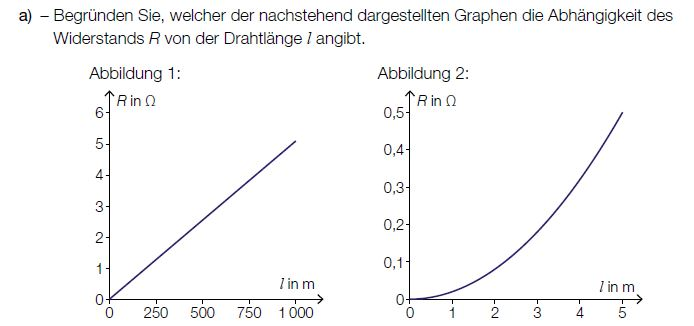 a) – Begründen Sie, welcher der nachstehend dargestellten Graphen die Abhängigkeit des
Widerstands R von der Drahtlänge l angibt.
Abbildung 1:
R in Ω
6
5
4
3
2
1
0
l in m
0 250 500 750 1000
Abbildung 2:
R in Ω
0,5
0,4
0,3
0,2
0,1
0
l in m
0 1 2 3 4 5